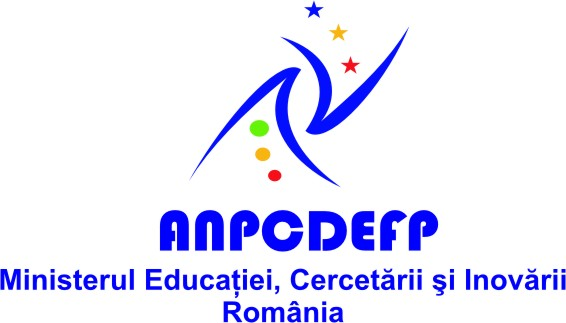 ANPCDEFP
Ministerul Educației, Cercetării şi Inovării
România